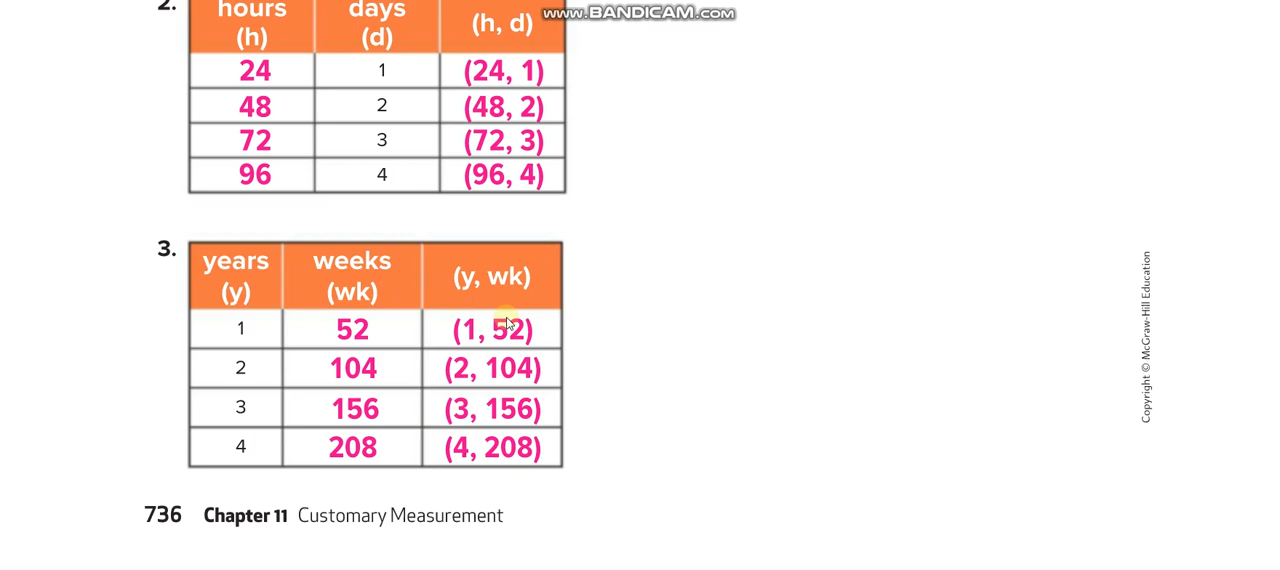 www.BANDICAM.com
2.
hours (h) days (d) (h, d)
24 1 (24, 1)
48 2 (48, 2)
72 3 (72, 3)
96 4 (96, 4)
3.
years (y) weeks (wk) (y, wk)
1 52 (1, 52)
2 104 (2, 104)
3 156 (3, 156)
4 208 (4, 208)
736 Chapter 11 Customary Measurement
Copyright © McGraw-Hill Education